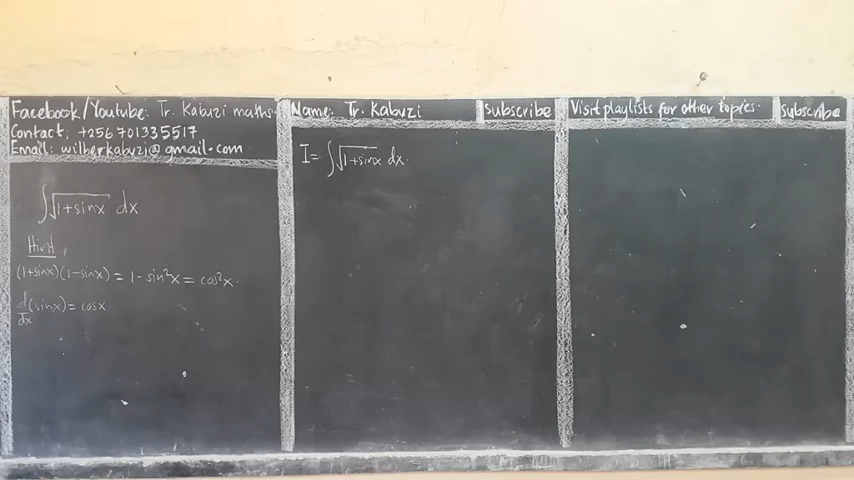 Facebook/Youtube: Tr. Kabuzi maths.
Contact: +256 701335517
Email: wilberkabuzi@gmail.com
∫√(1+sinx) dx
Hint
(1+sinx)(1-sinx) = 1 - sin²x = cos²x.
d/dx (sinx) = cosx
Name: Tr. Kabuzi
Subscribe
I = ∫√(1+sinx) dx.
Visit playlists for other topics.
Subscribe